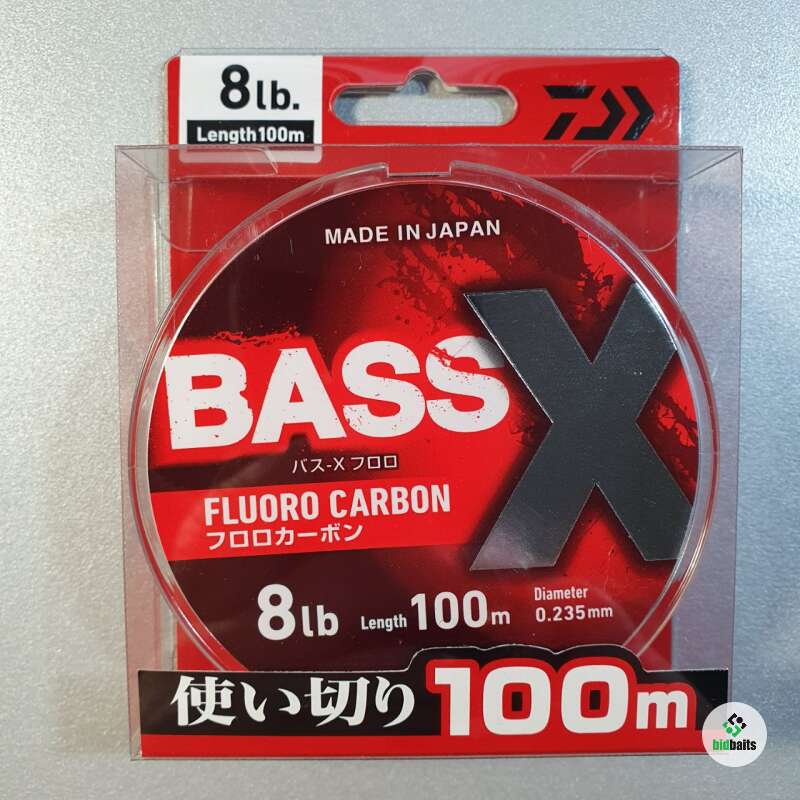 8lb.
Length100m
MADE IN JAPAN
BASS X
バス-X フロロ
FLUORO CARBON
フロロカーボン
8lb Length 100m Diameter 0.235mm
使い切り 100m
bidbaits